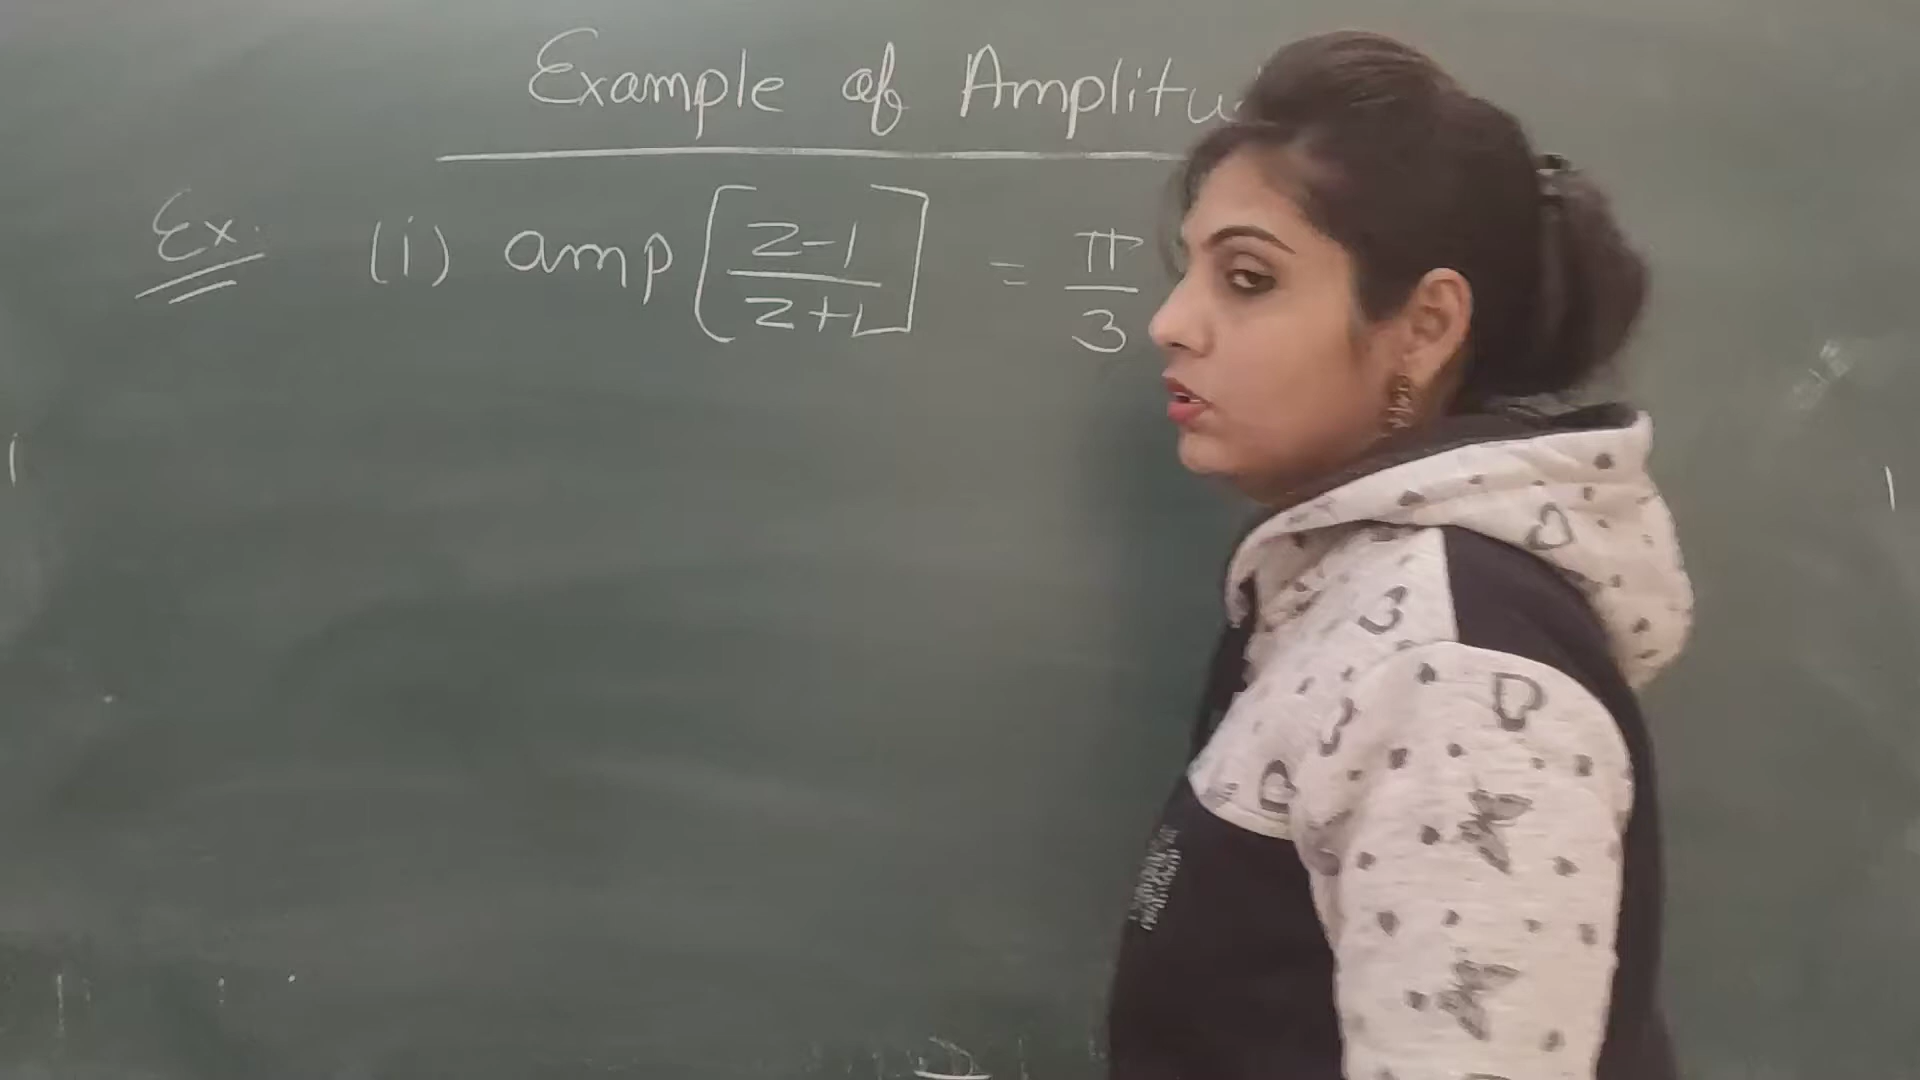 Example of Amplitu
Ex. (i) amp[z-1/z+1] = π/3